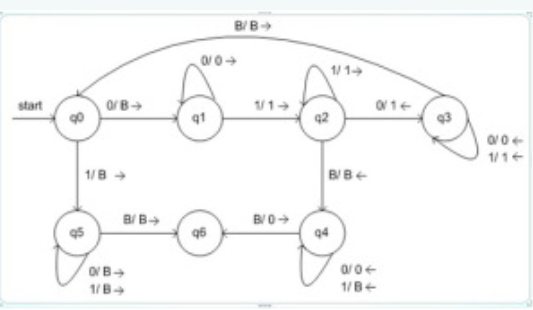 B/ B →
0/ 0 →
1/ 1→
start
q0
0/ B →
q1
1/ 1 →
q2
0/ 1 ←
q3
0/ 0 ←
1/ 1 ←
1/ B →
B/ B ←
q5
B/ B→
q6
B/ 0→
q4
0/ B→
1/ B→
0/ 0 ←
1/ B←